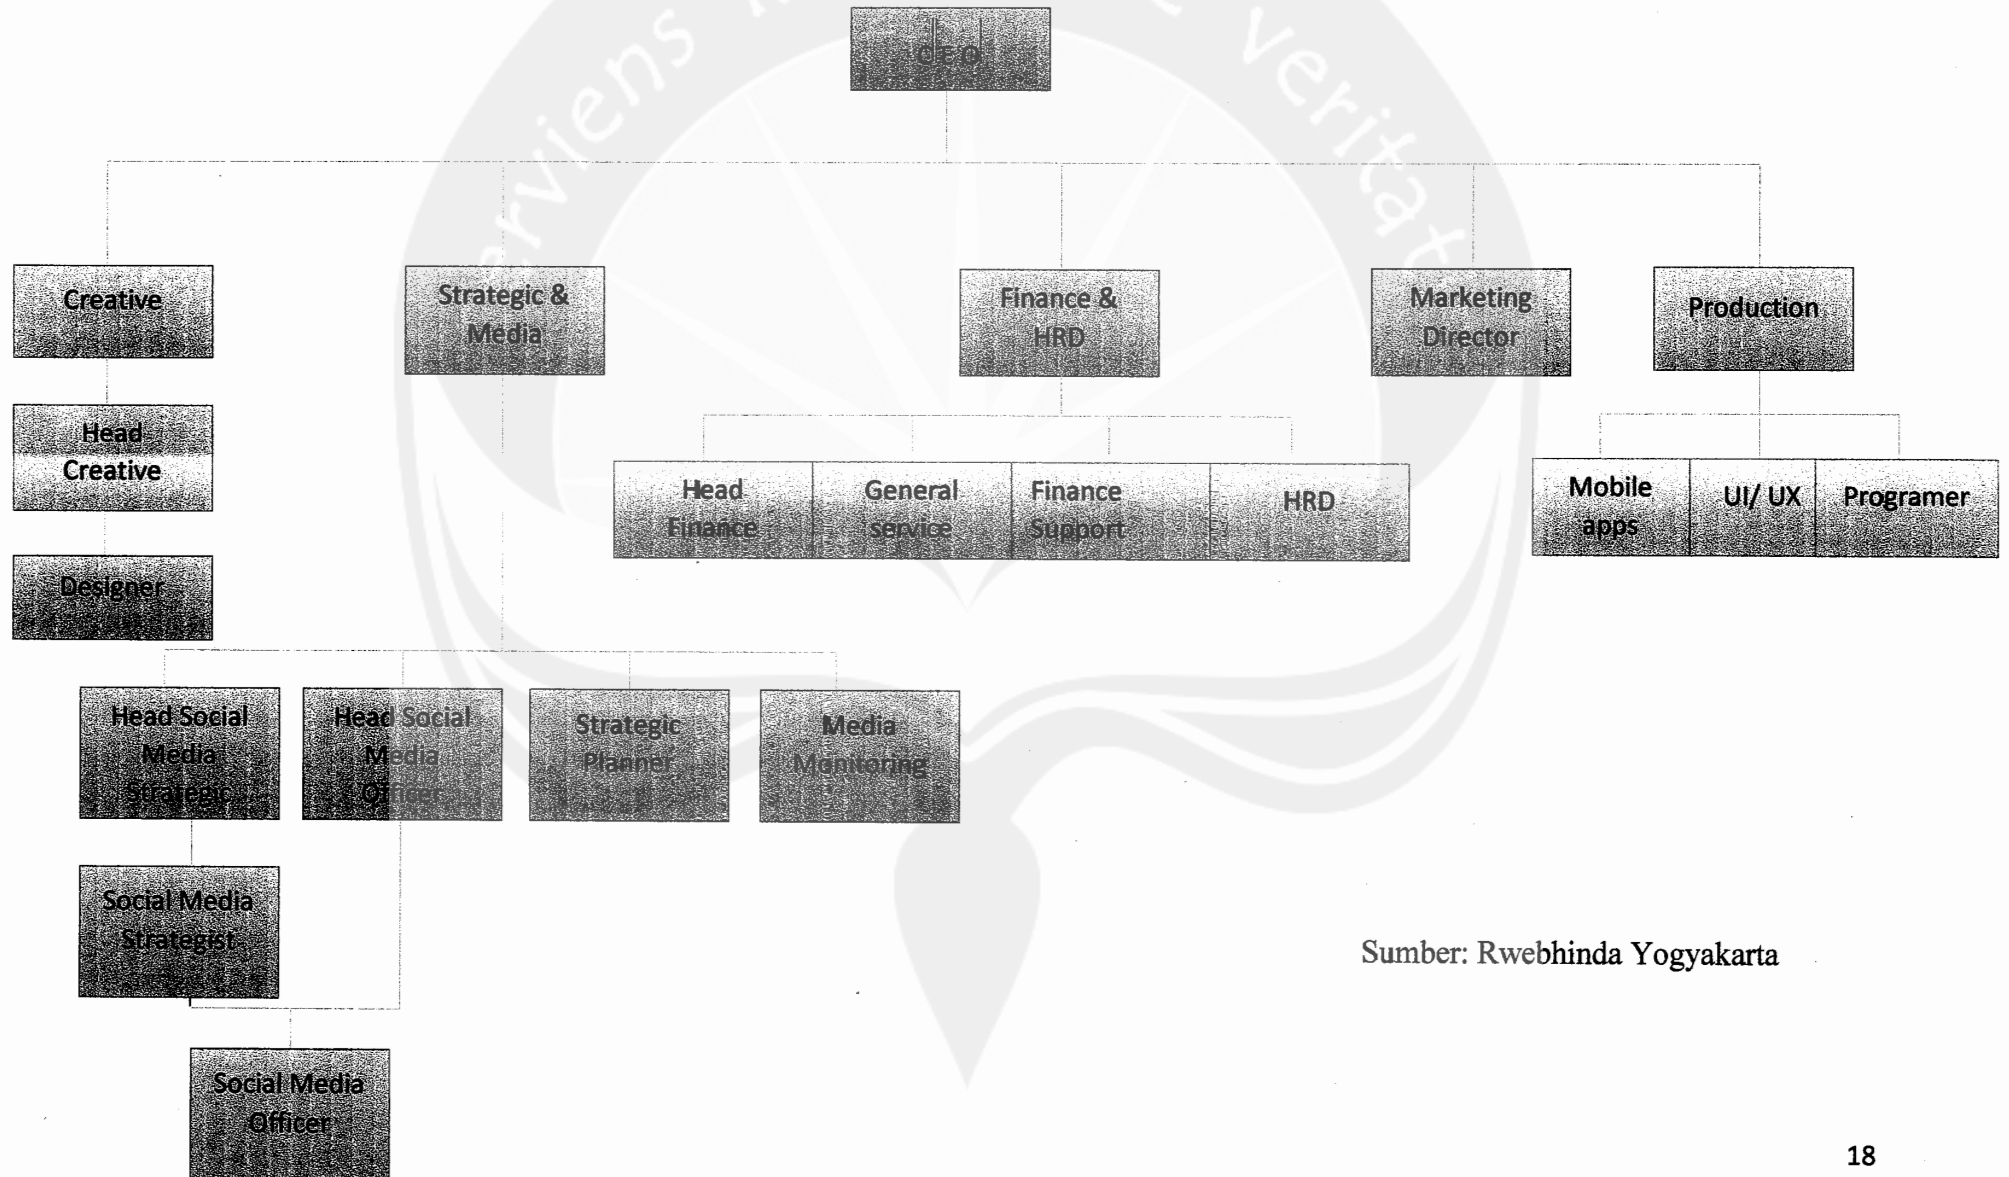 CEO
Creative
Strategic &
Media
Finance &
HRD
Marketing
Director
Production
Head
Creative
Head
Finance
General
service
Finance
Support
HRD
Mobile
apps
UI/ UX
Programer
Designer
Head Social
Media
Strategic
Head Social
Media
Officer
Strategic
Planner
Media
Monitoring
Social Media
Strategist
Sumber: Rwebhinda Yogyakarta
Social Media
Officer
18